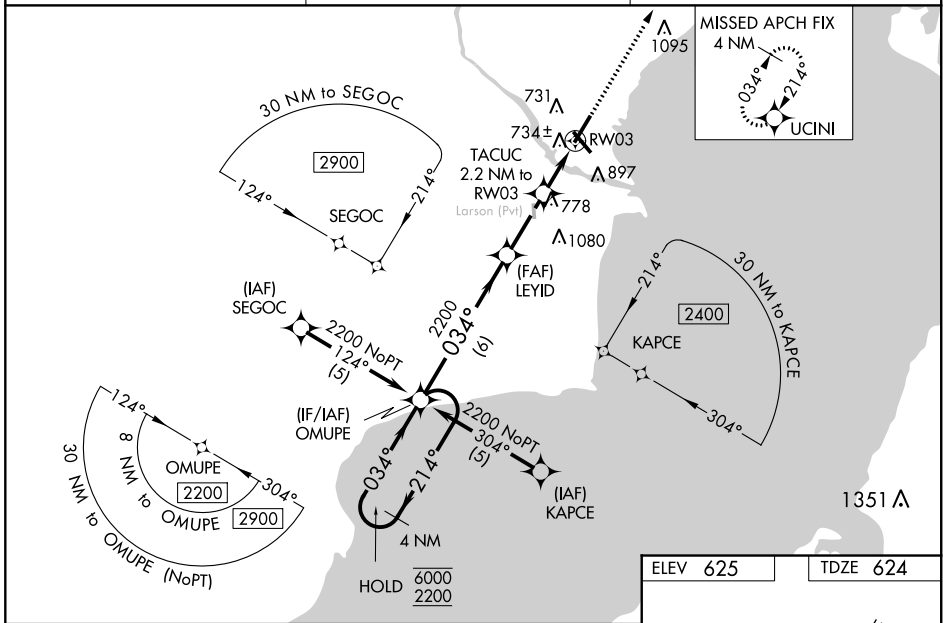 MISSED APCH FIX
4 NM
034°
214°
UCINI
1095
731
734±
RW03
897
TACUC
2.2 NM to
RW03
Larson (Pvt)
778
1080
(FAF)
LEYID
30 NM to SEGOC
2900
124°
214°
SEGOC
(IAF)
SEGOC
2200 NoPT
124°
(5)
2200
034°
(6)
30 NM to KAPCE
214°
2400
KAPCE
304°
(IF/IAF)
OMUPE
2200 NoPT
304°
(5)
(IAF)
KAPCE
124°
OMUPE
304°
2200
8 NM to OMUPE
2900
30 NM to OMUPE (NoPT)
034°
214°
4 NM
HOLD
6000
2200
1351
ELEV 625
TDZE 624